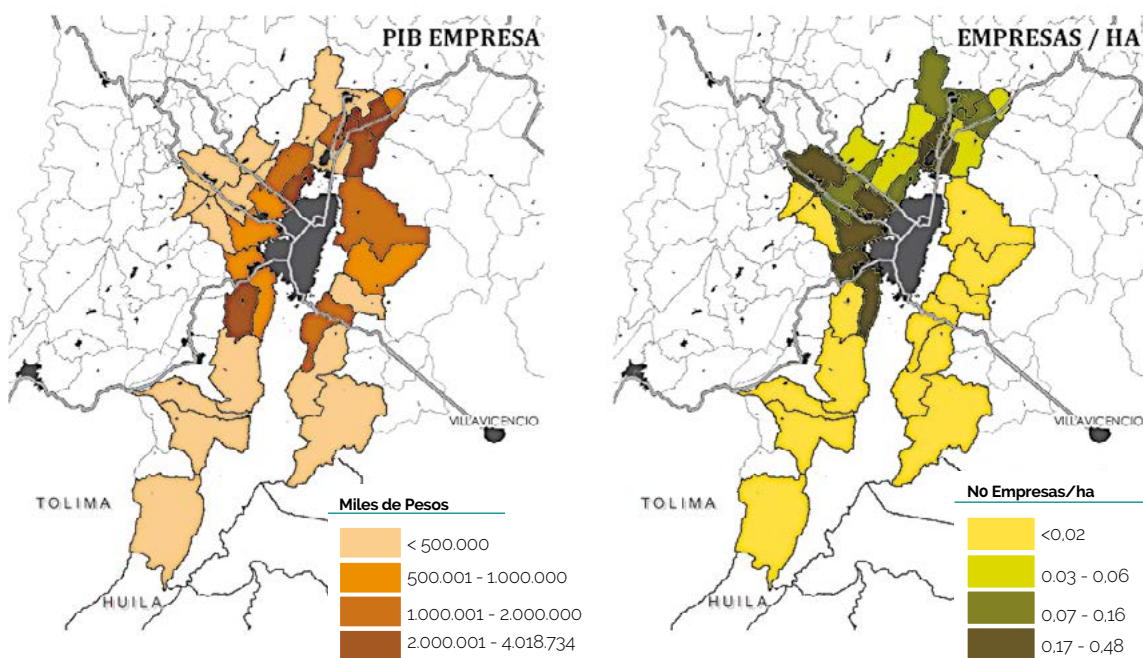 PIB EMPRESA
VILLAVICENCIO
TOLIMA
HUILA
Miles de Pesos
< 500.000
500.001 - 1.000.000
1.000.001 - 2.000.000
2.000.001 - 4.018.734
EMPRESAS / HA
VILLAVICENCIO
TOLIMA
HUILA
No Empresas/ha
<0,02
0.03 - 0,06
0,07 - 0,16
0,17 - 0,48